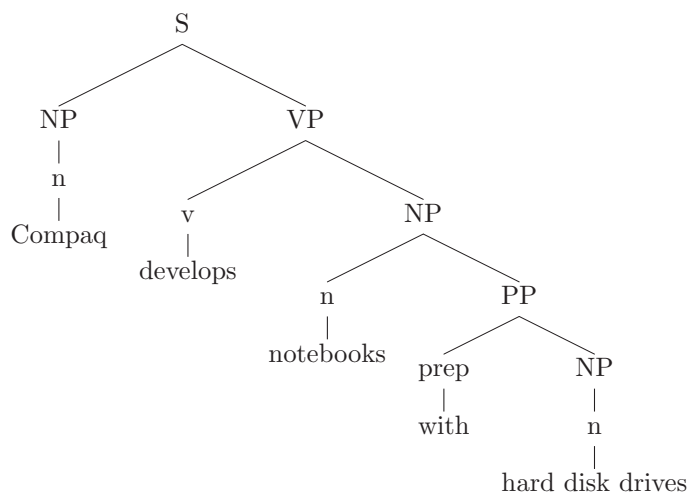 S
NP VP
n
v NP
Compaq
develops
n PP
notebooks
prep NP
with n
hard disk drives